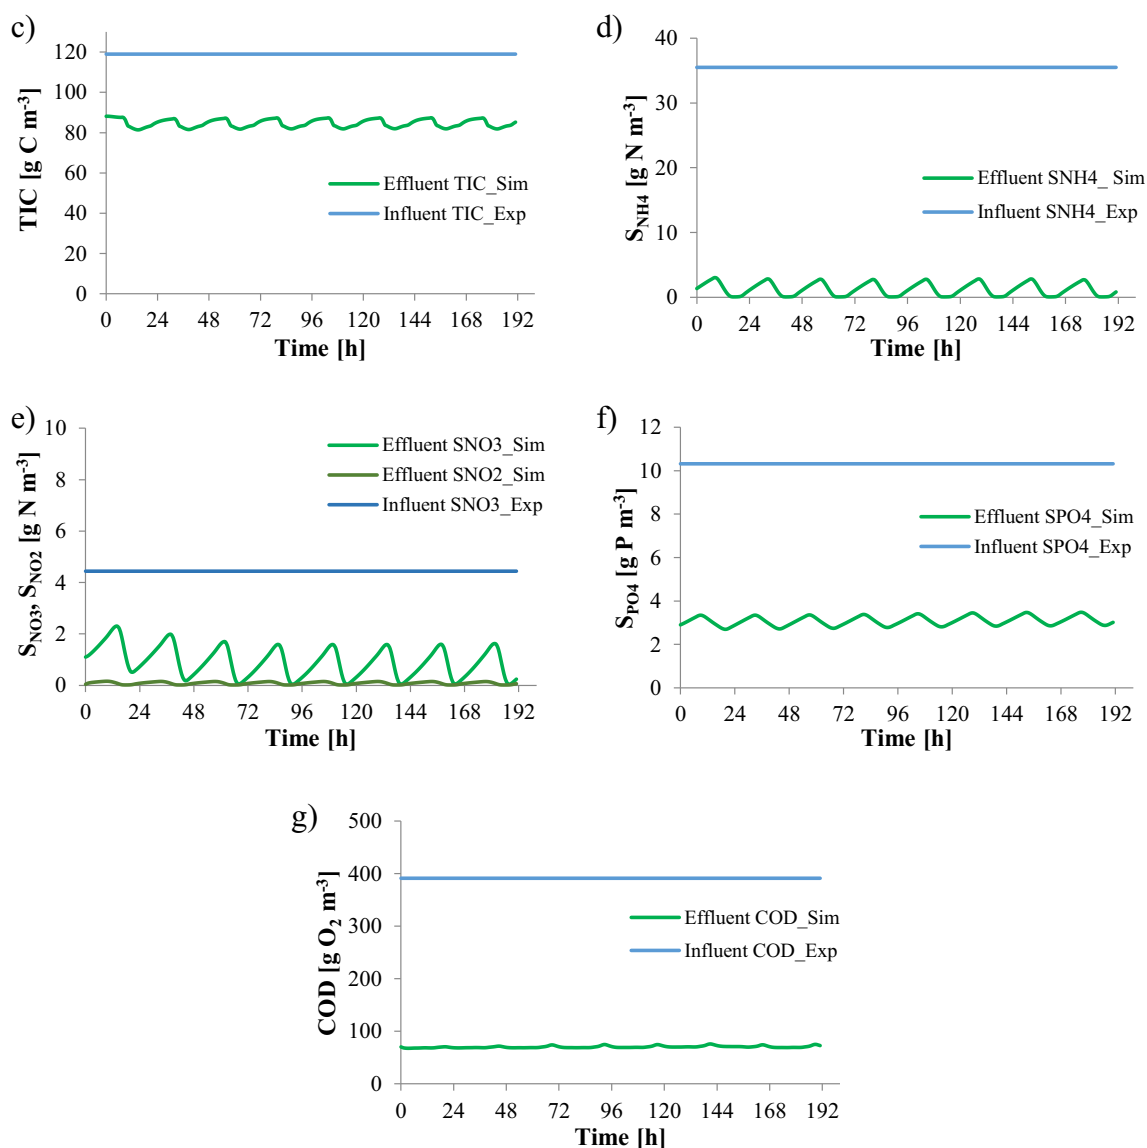 c)
TIC [g C m-3]
120
100
80
60
40
20
0
Effluent TIC_Sim
Influent TIC_Exp
0 24 48 72 96 120 144 168 192
Time [h]
d)
SNH4 [g N m-3]
40
30
20
10
0
Effluent SNH4_ Sim
Influent SNH4_Exp
0 24 48 72 96 120 144 168 192
Time [h]
e)
SNO3, SNO2 [g N m-3]
10
8
6
4
2
0
Effluent SNO3_Sim
Effluent SNO2_Sim
Influent SNO3_Exp
0 24 48 72 96 120 144 168 192
Time [h]
f)
SPO4 [g P m-3]
12
10
8
6
4
2
0
Effluent SPO4_Sim
Influent SPO4_Exp
0 24 48 72 96 120 144 168 192
Time [h]
g)
COD [g O2 m-3]
500
400
300
200
100
0
Effluent COD_Sim
Influent COD_Exp
0 24 48 72 96 120 144 168 192
Time [h]